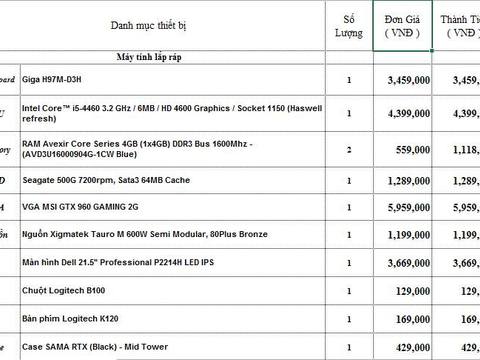 Danh mục thiết bị Số Lượng Đơn Giá ( VNĐ ) Thành Ti ( VNĐ )
Máy tính lắp ráp
oard Giga H97M-D3H 1 3,459,000 3,459,
U Intel Core™ i5-4460 3.2 GHz / 6MB / HD 4600 Graphics / Socket 1150 (Haswell refresh) 1 4,399,000 4,399,
ory RAM Avexir Core Series 4GB (1x4GB) DDR3 Bus 1600Mhz - (AVD3U16000904G-1CW Blue) 2 559,000 1,118,
D Seagate 500G 7200rpm, Sata3 64MB Cache 1 1,289,000 1,289,
A VGA MSI GTX 960 GAMING 2G 1 5,959,000 5,959,
ồn Nguồn Xigmatek Tauro M 600W Semi Modular, 80Plus Bronze 1 1,199,000 1,199,
Màn hình Dell 21.5" Professional P2214H LED IPS 1 3,669,000 3,669,
Chuột Logitech B100 1 129,000 129,
Bàn phím Logitech K120 1 169,000 169,
e Case SAMA RTX (Black) - Mid Tower 1 429,000 429,